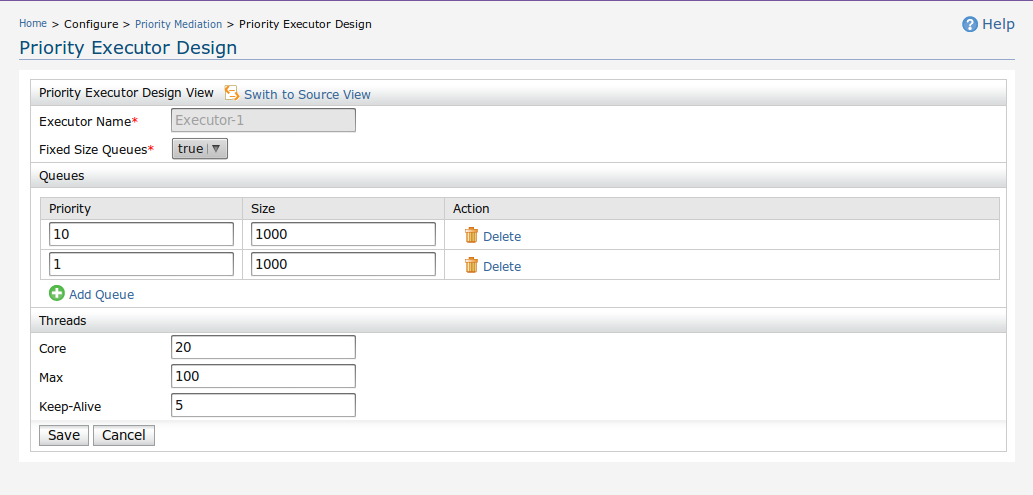 Home > Configure > Priority Mediation > Priority Executor Design
Help
Priority Executor Design
Priority Executor Design View Swith to Source View
Executor Name* Executor-1
Fixed Size Queues* true
Queues
Priority Size Action
10 1000 Delete
1 1000 Delete
Add Queue
Threads
Core 20
Max 100
Keep-Alive 5
Save Cancel